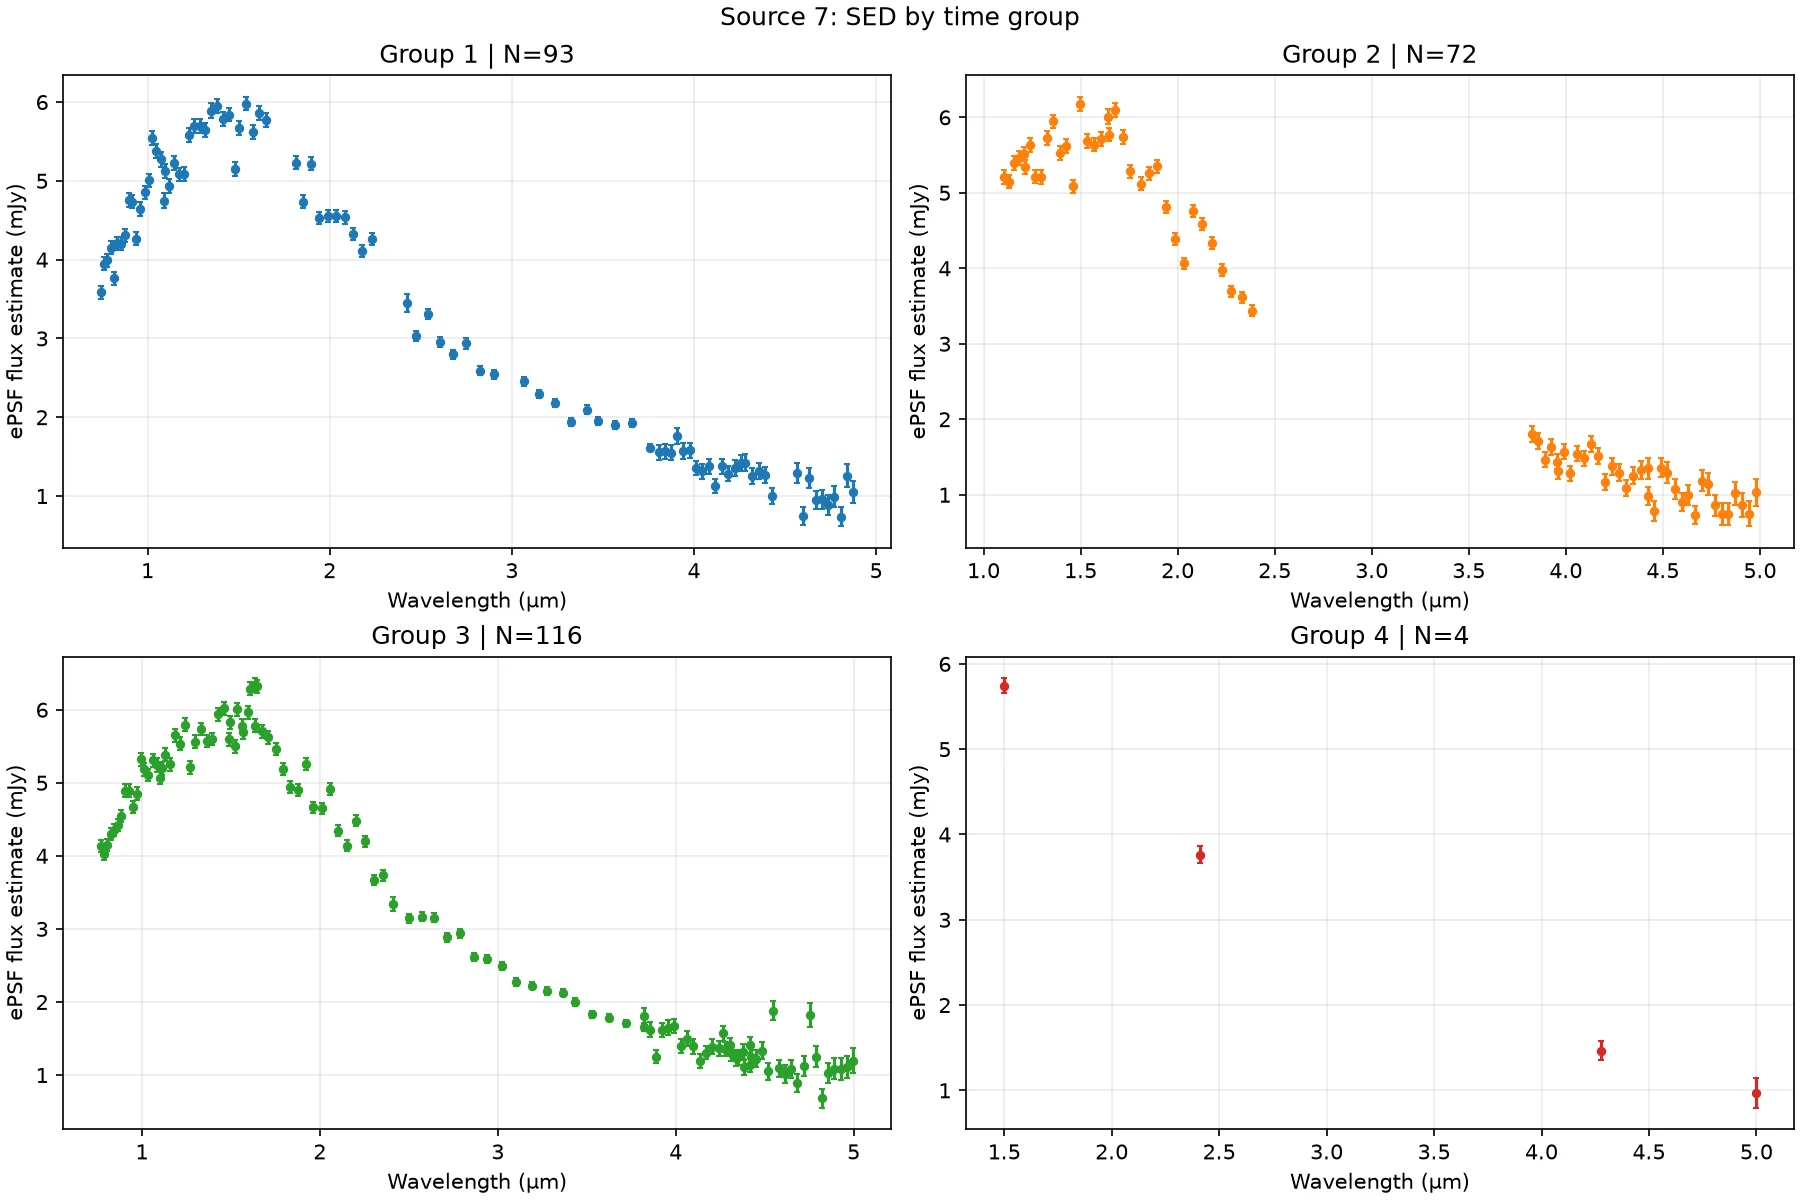 Source 7: SED by time group
Group 1 | N=93
ePSF flux estimate (mJy)
6
5
4
3
2
1
1 2 3 4 5
Wavelength (μm)
Group 2 | N=72
ePSF flux estimate (mJy)
6
5
4
3
2
1
1.0 1.5 2.0 2.5 3.0 3.5 4.0 4.5 5.0
Wavelength (μm)
Group 3 | N=116
ePSF flux estimate (mJy)
6
5
4
3
2
1
1 2 3 4 5
Wavelength (μm)
Group 4 | N=4
ePSF flux estimate (mJy)
6
5
4
3
2
1
1.5 2.0 2.5 3.0 3.5 4.0 4.5 5.0
Wavelength (μm)